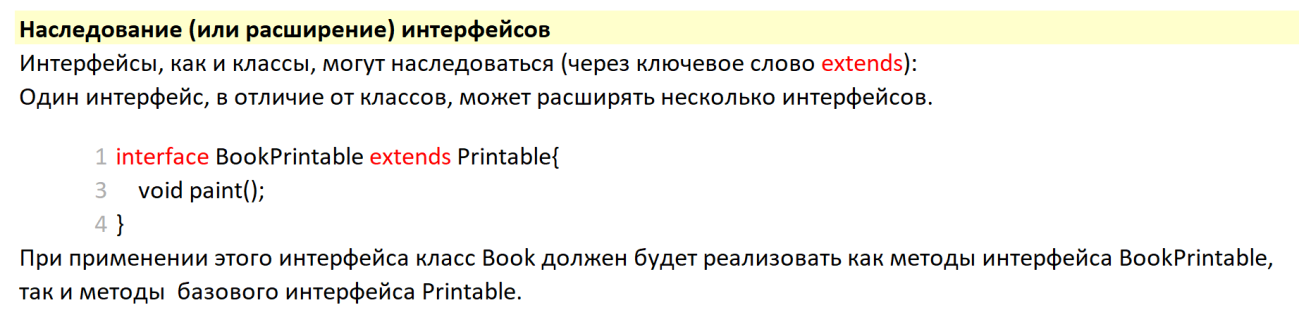 Наследование (или расширение) интерфейсов
Интерфейсы, как и классы, могут наследоваться (через ключевое слово extends):
Один интерфейс, в отличие от классов, может расширять несколько интерфейсов.
1 interface BookPrintable extends Printable{
3 void paint();
4 }
При применении этого интерфейса класс Book должен будет реализовать как методы интерфейса BookPrintable,
так и методы базового интерфейса Printable.